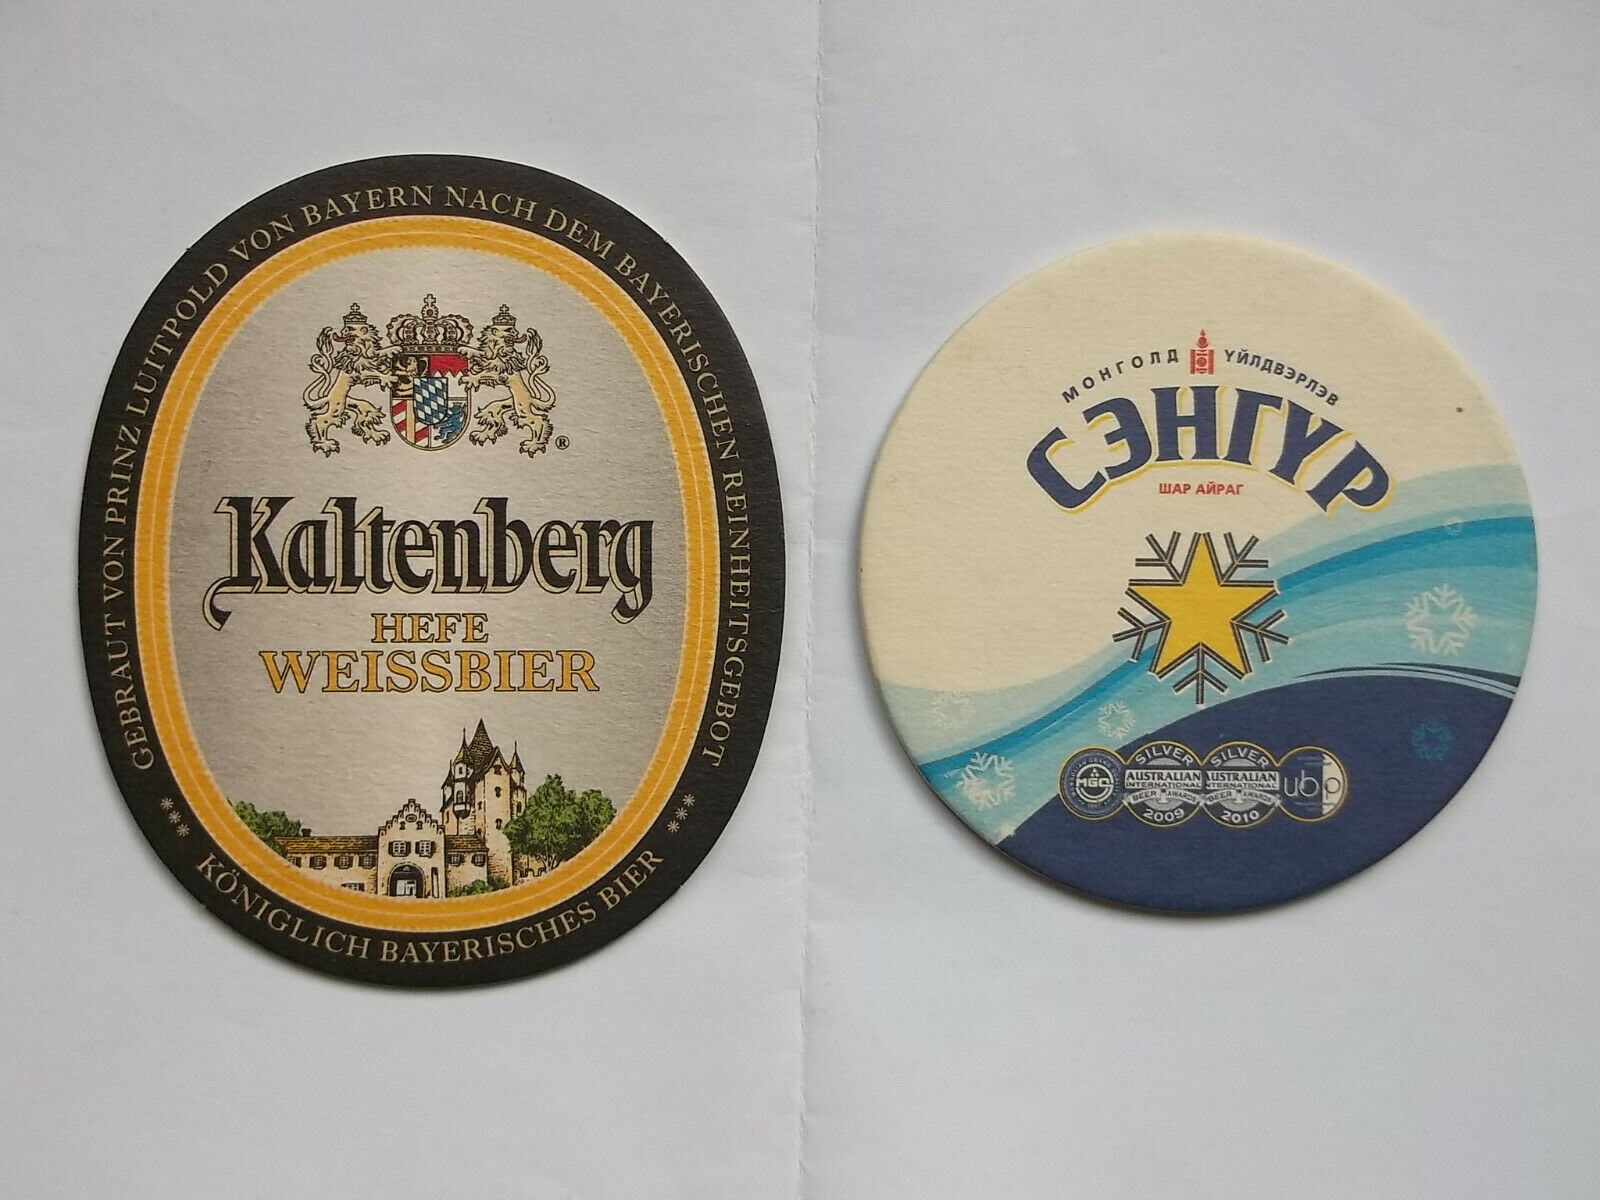 GEBRAUT VON PRINZ LUITPOLD VON BAYERN NACH DEM BAYERISCHEN REINHEITSGEBOT
®
Kaltenberg
HEFE
WEISSBIER
*** KÖNIGLICH BAYERISCHES BIER ***
МОНГОЛД ҮЙЛДВЭРЛЭВ
СЭНГҮР
ШАР АЙРАГ
MGC
SILVER
AUSTRALIAN
INTERNATIONAL
BEER AWARDS
2009
SILVER
AUSTRALIAN
INTERNATIONAL
BEER AWARDS
2010
ubp